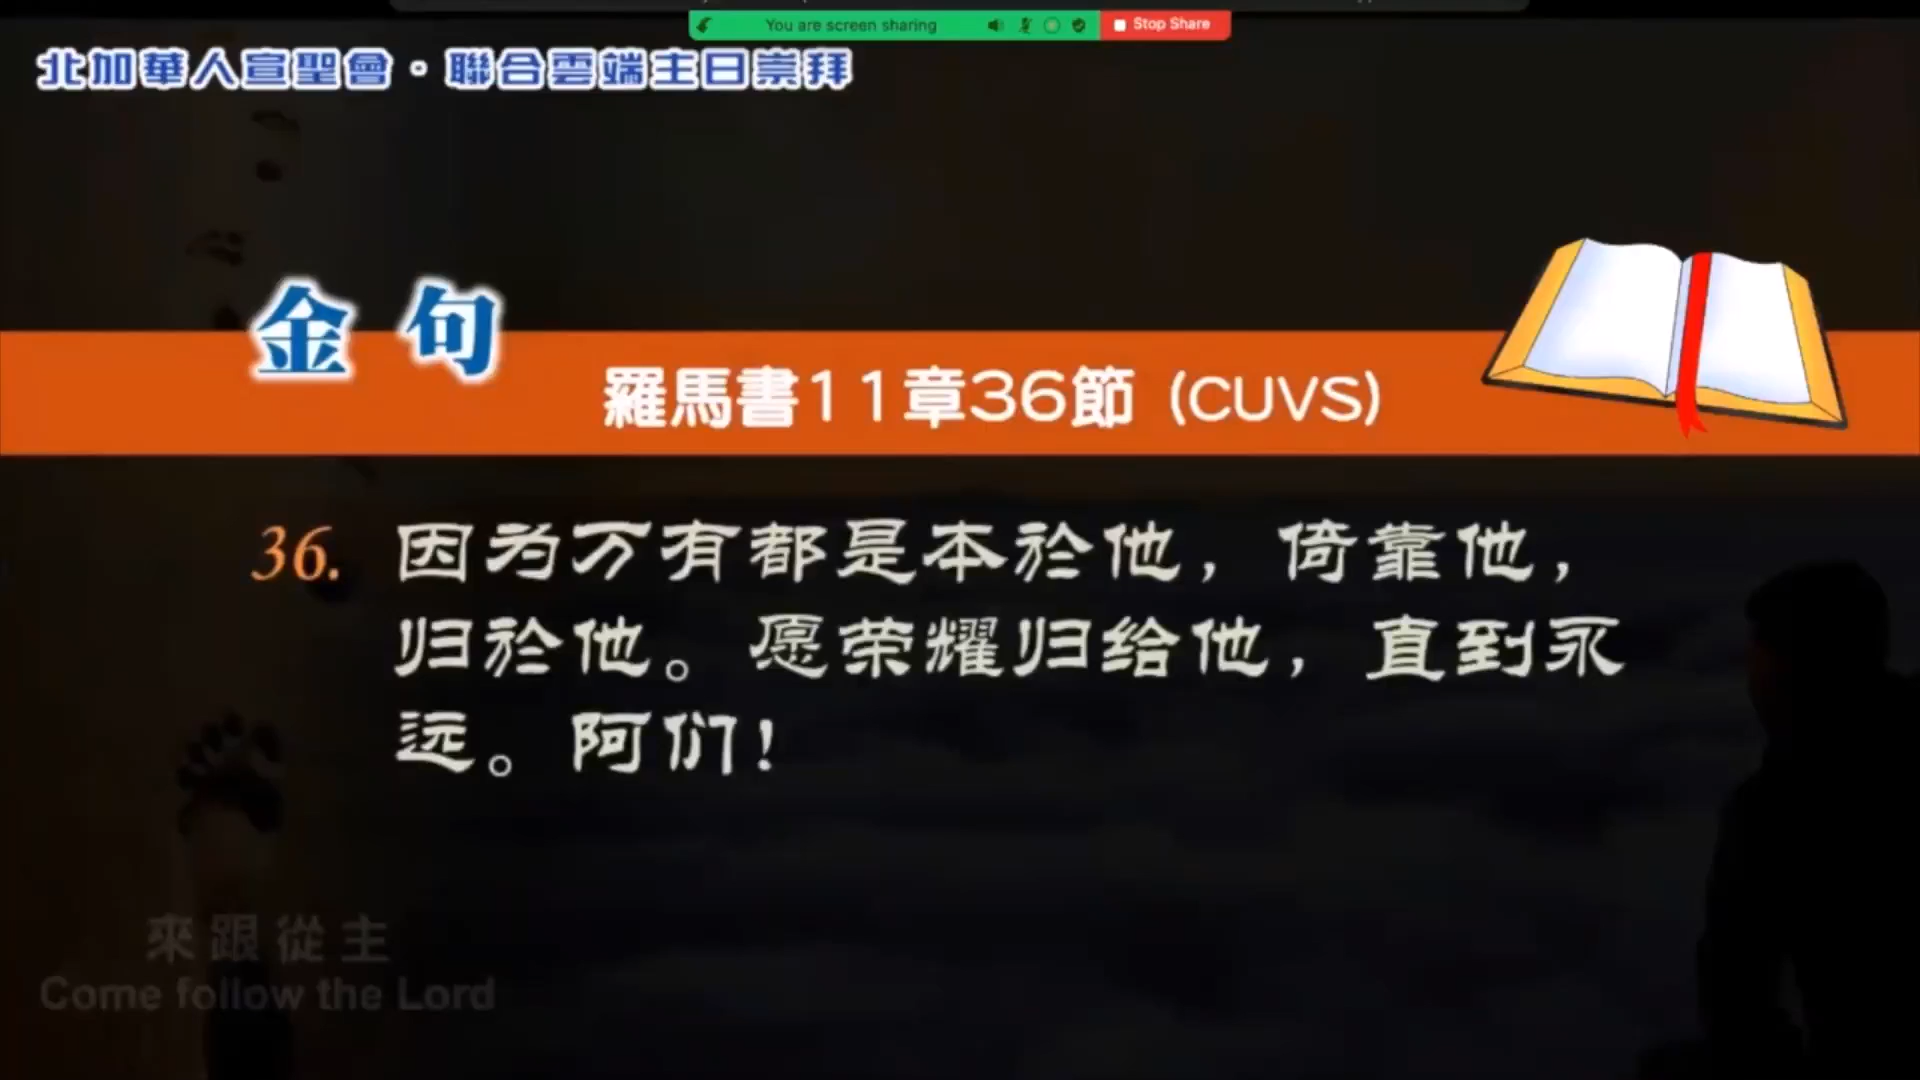 You are screen sharing
Stop Share
北加華人宣聖會·聯合雲端主日崇拜
金句
羅馬書11章36節 (CUVS)
36. 因为万有都是本於他，倚靠他，
归於他。愿荣耀归给他，直到永
远。阿们！
來跟從主
Come follow the Lord